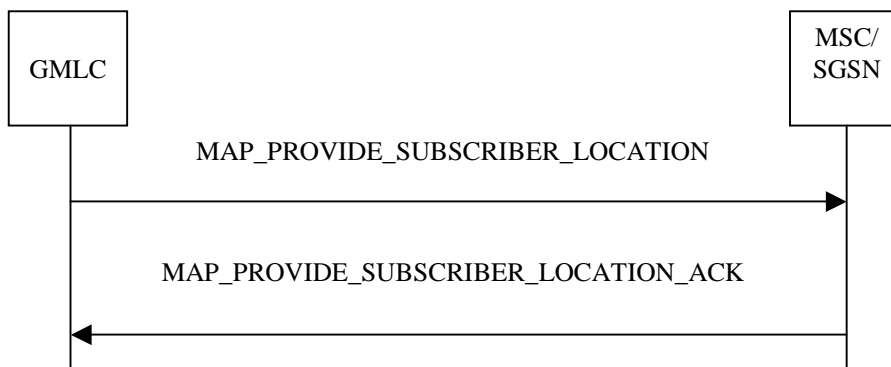 GMLC
MSC/
SGSN
MAP_PROVIDE_SUBSCRIBER_LOCATION
MAP_PROVIDE_SUBSCRIBER_LOCATION_ACK